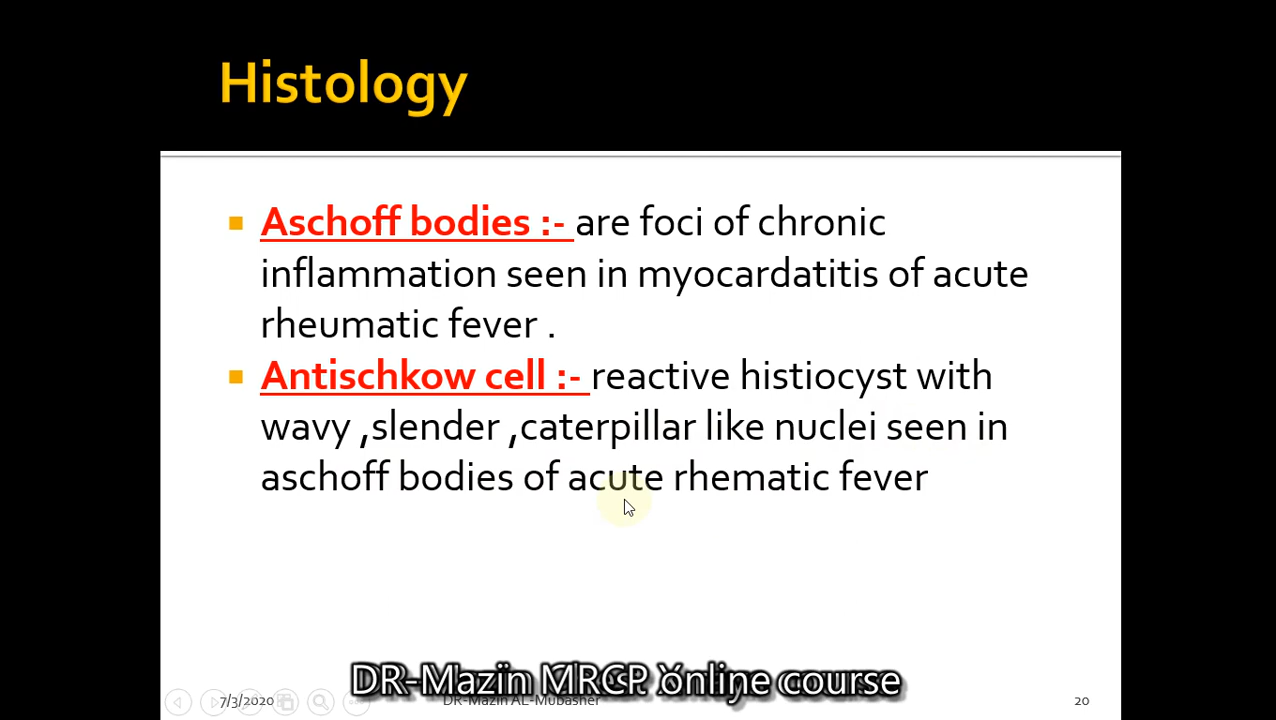 Histology
Aschoff bodies :- are foci of chronic
inflammation seen in myocardatitis of acute
rheumatic fever .
Antischkow cell :- reactive histiocyst with
wavy ,slender ,caterpillar like nuclei seen in
aschoff bodies of acute rhematic fever
DR-Mazin MRCP online course
7/3/2020
DR-Mazin AL-Mubasher
20